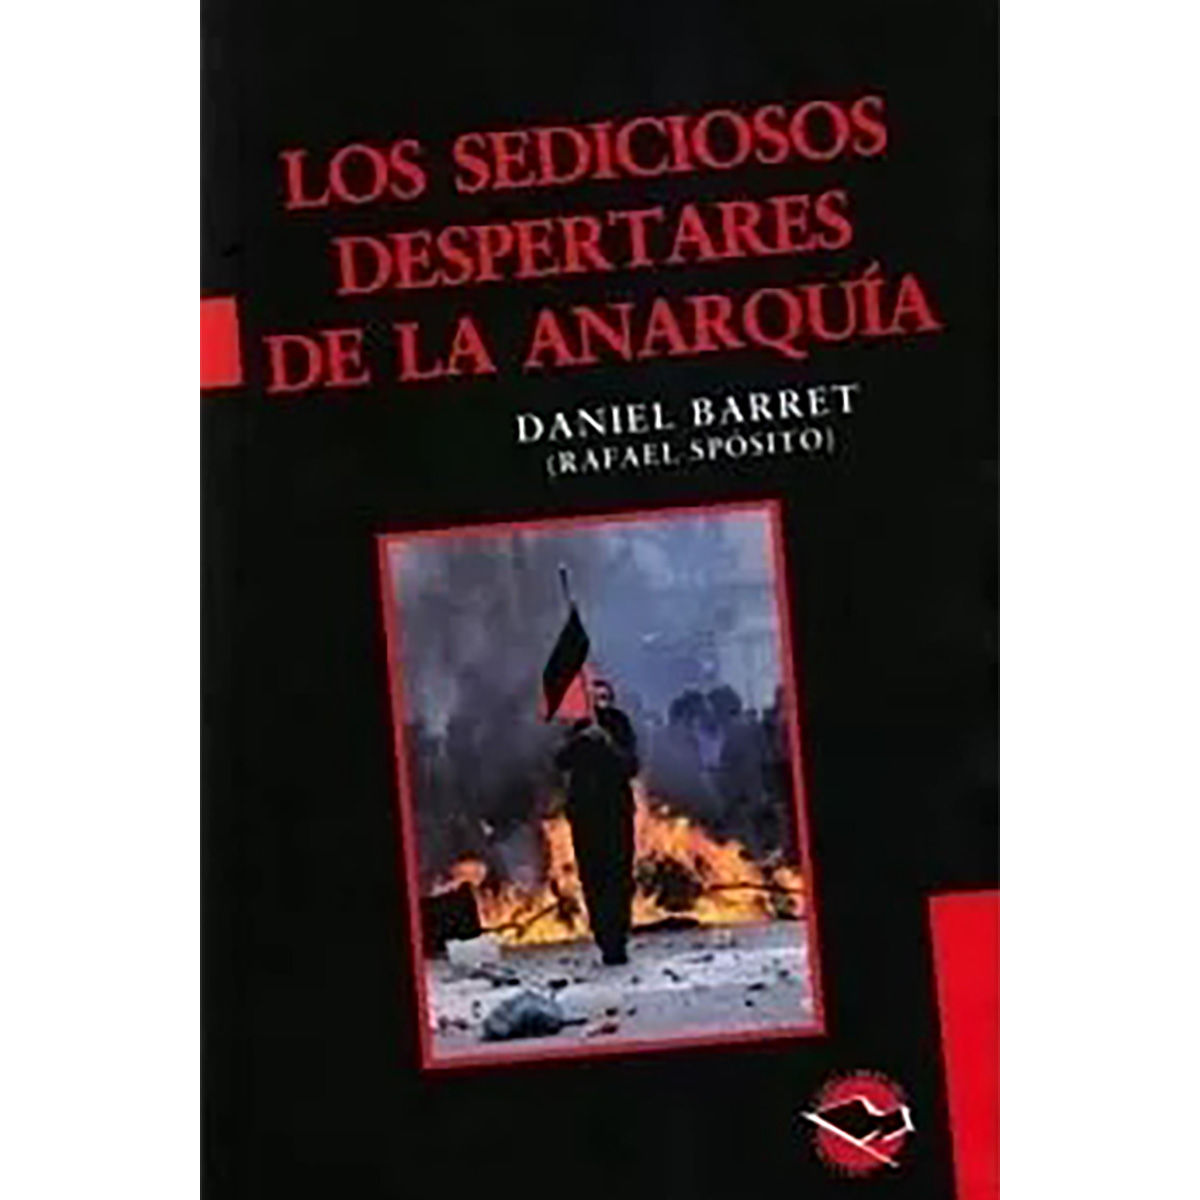 LOS SEDICIOSOS
DESPERTARES
DE LA ANARQUÍA
DANIEL BARRET
(RAFAEL SPÓSITO)